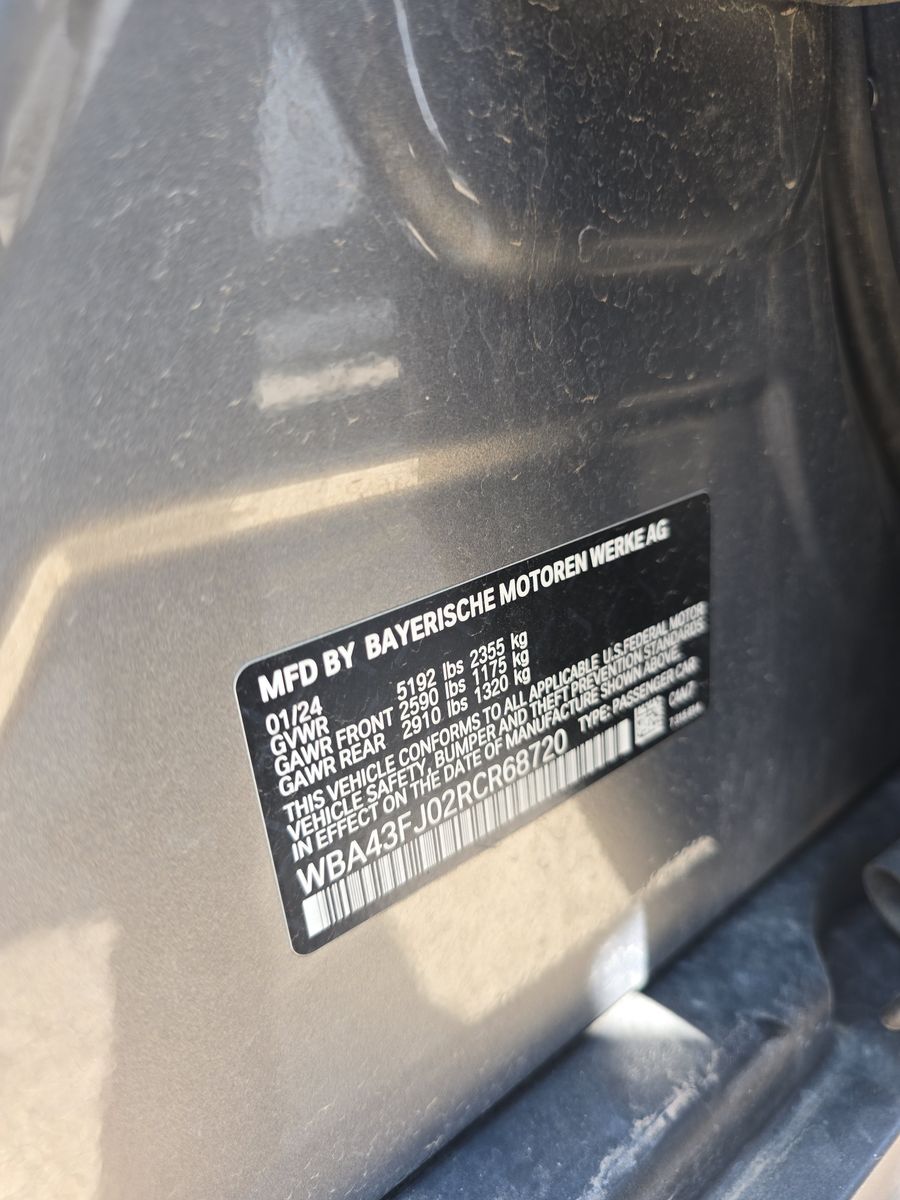 MFD BY BAYERISCHE MOTOREN WERKE AG
01/24
GVWR 5192 lbs 2355 kg
GAWR FRONT 2590 lbs 1175 kg
GAWR REAR 2910 lbs 1320 kg
THIS VEHICLE CONFORMS TO ALL APPLICABLE U.S. FEDERAL MOTOR
VEHICLE SAFETY, BUMPER AND THEFT PREVENTION STANDARDS
IN EFFECT ON THE DATE OF MANUFACTURE SHOWN ABOVE.
WBA43FJ02RCR68720 TYPE: PASSENGER CAR